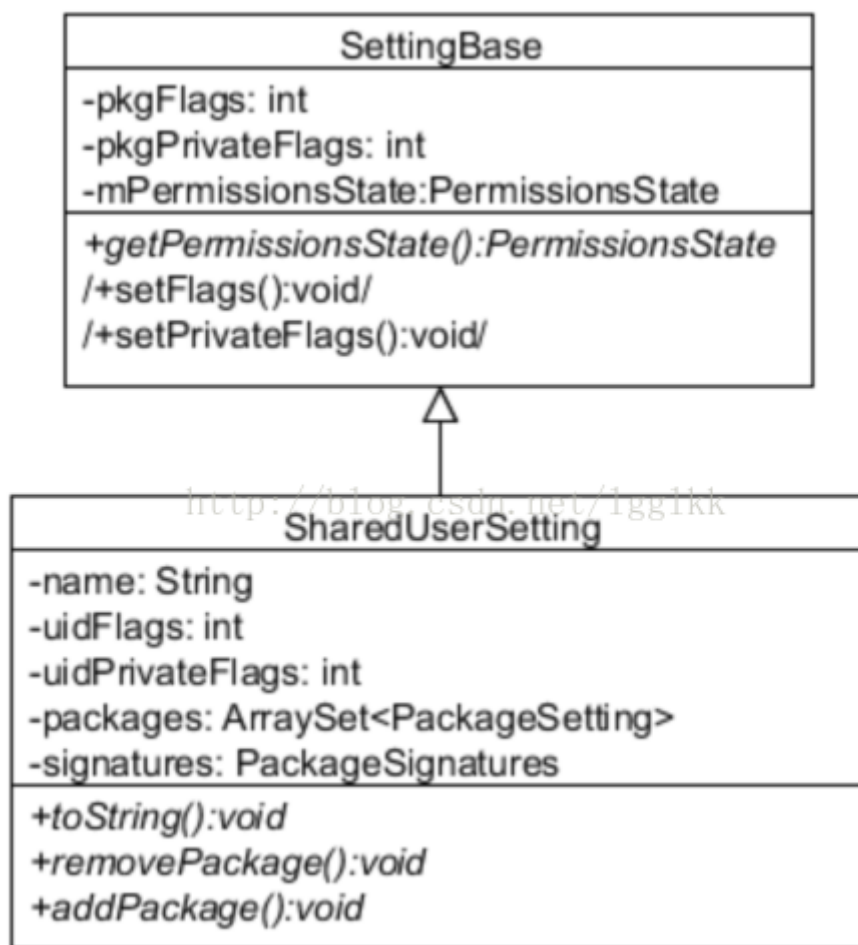 SettingBase
-pkgFlags: int
-pkgPrivateFlags: int
-mPermissionsState:PermissionsState
+getPermissionsState():PermissionsState
/+setFlags():void/
/+setPrivateFlags():void/
http://blog.csdn.net/lgglkk
SharedUserSetting
-name: String
-uidFlags: int
-uidPrivateFlags: int
-packages: ArraySet<PackageSetting>
-signatures: PackageSignatures
+toString():void
+removePackage():void
+addPackage():void